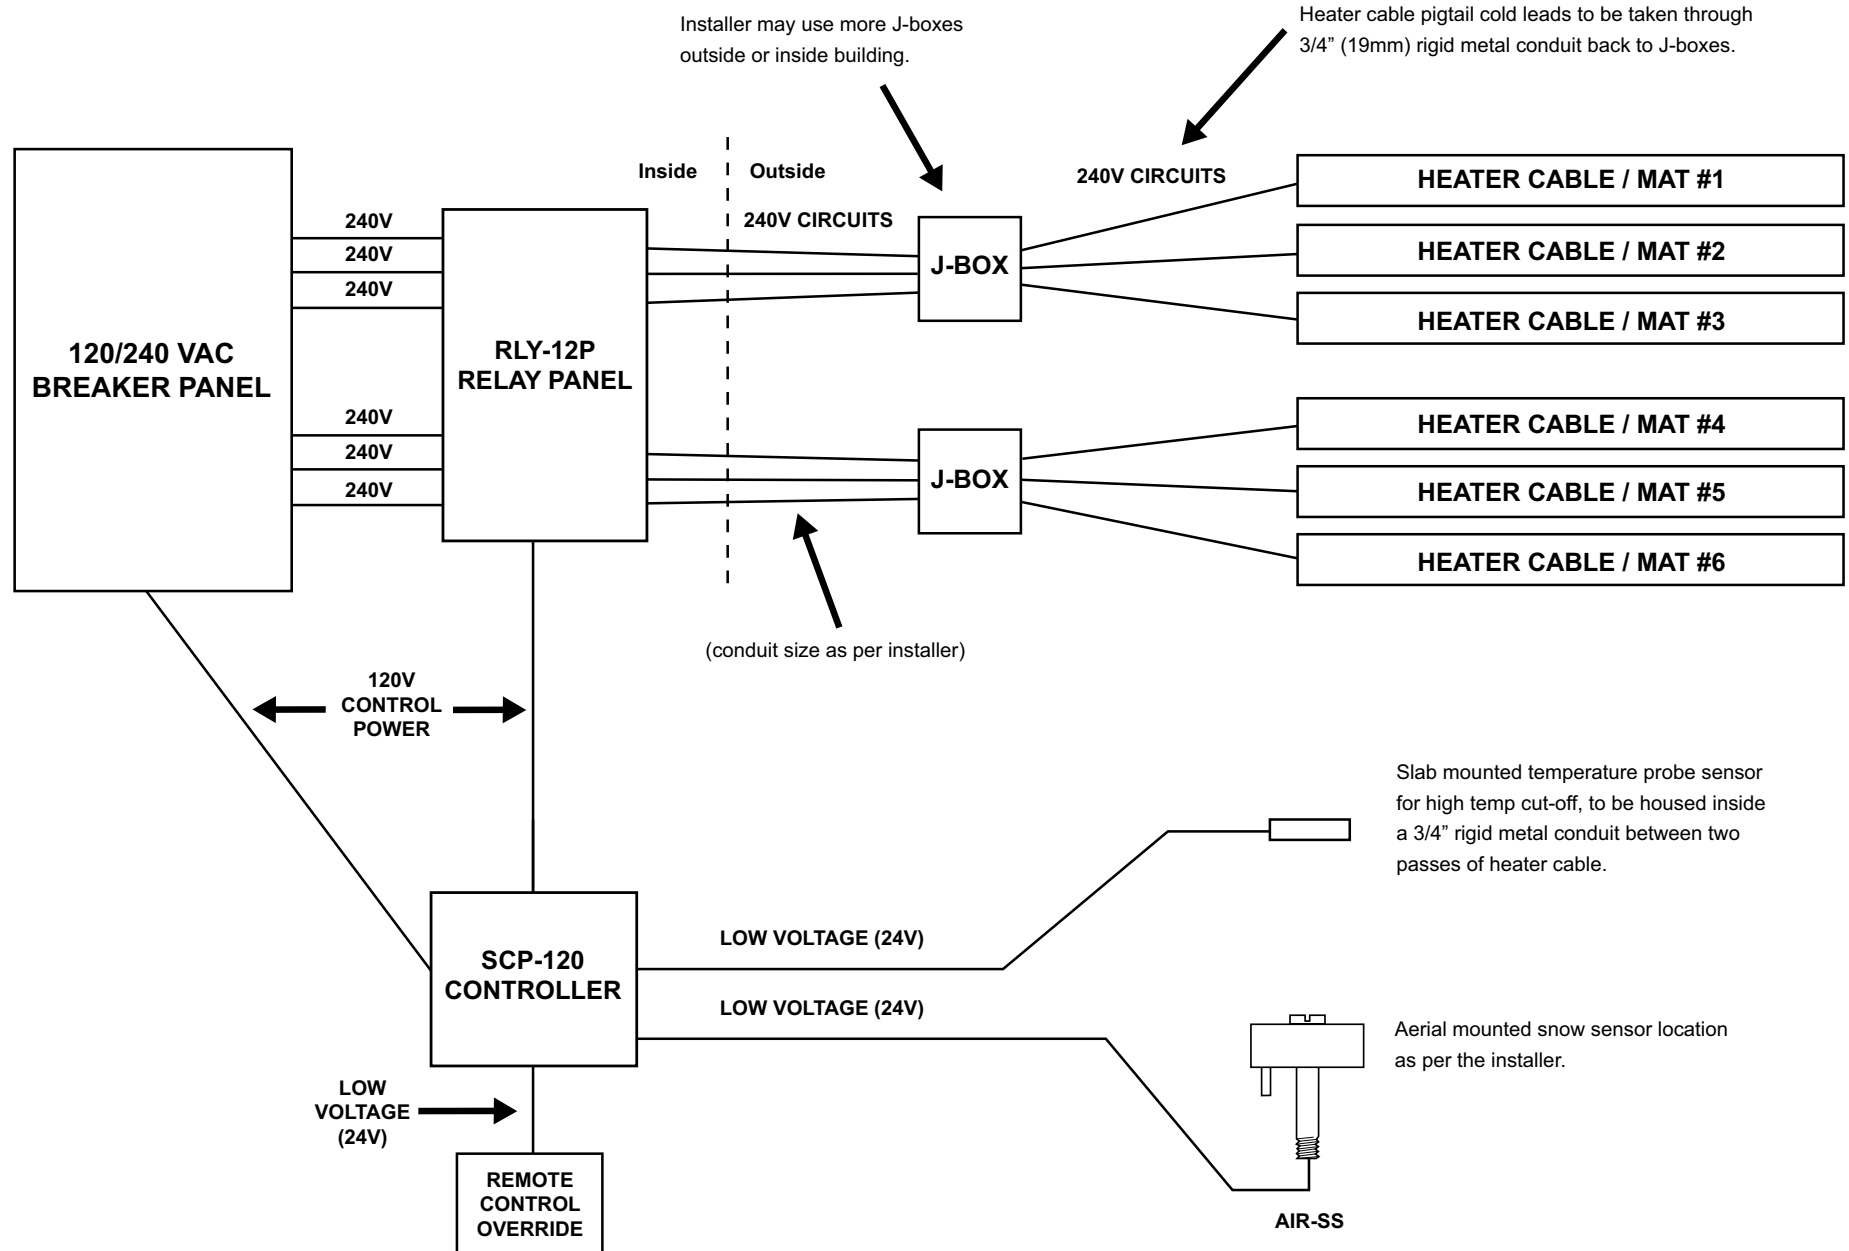 Installer may use more J-boxes
outside or inside building.
Heater cable pigtail cold leads to be taken through
3/4” (19mm) rigid metal conduit back to J-boxes.
Inside
Outside
240V CIRCUITS
240V CIRCUITS
120/240 VAC
BREAKER PANEL
240V
240V
240V
240V
240V
240V
RLY-12P
RELAY PANEL
J-BOX
J-BOX
HEATER CABLE / MAT #1
HEATER CABLE / MAT #2
HEATER CABLE / MAT #3
HEATER CABLE / MAT #4
HEATER CABLE / MAT #5
HEATER CABLE / MAT #6
(conduit size as per installer)
120V
CONTROL
POWER
Slab mounted temperature probe sensor
for high temp cut-off, to be housed inside
a 3/4” rigid metal conduit between two
passes of heater cable.
SCP-120
CONTROLLER
LOW VOLTAGE (24V)
LOW VOLTAGE (24V)
Aerial mounted snow sensor location
as per the installer.
LOW
VOLTAGE
(24V)
REMOTE
CONTROL
OVERRIDE
AIR-SS